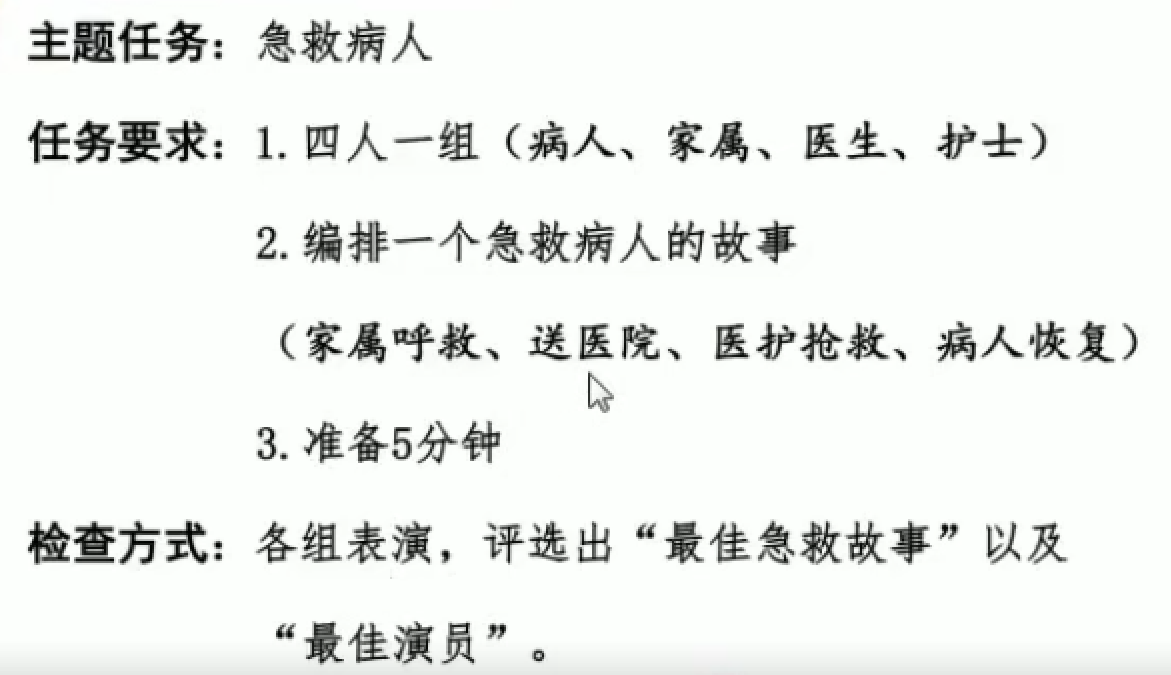 主题任务：急救病人
任务要求：1.四人一组（病人、家属、医生、护士）
2.编排一个急救病人的故事
（家属呼救、送医院、医护抢救、病人恢复）
3.准备5分钟
检查方式：各组表演，评选出“最佳急救故事”以及
“最佳演员”。